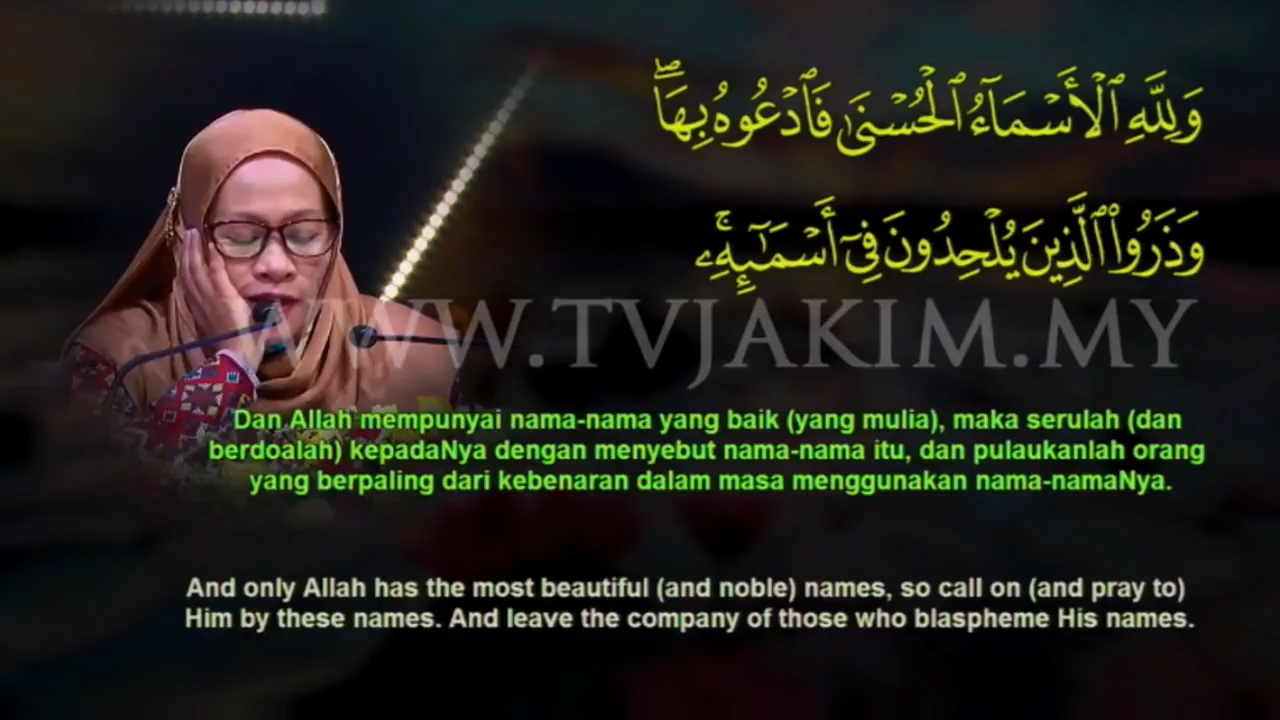 وَلِلَّهِ ٱلْأَسْمَآءُ ٱلْحُسْنَىٰ فَٱدْعُوهُ بِهَا ۖ
وَذَرُوا۟ ٱلَّذِينَ يُلْحِدُونَ فِىٓ أَسْمَـٰٓئِهِۦ ۚ
WWW.TVJAKIM.MY
Dan Allah mempunyai nama-nama yang baik (yang mulia), maka serulah (dan
berdoalah) kepadaNya dengan menyebut nama-nama itu, dan pulaukanlah orang
yang berpaling dari kebenaran dalam masa menggunakan nama-namaNya.
And only Allah has the most beautiful (and noble) names, so call on (and pray to)
Him by these names. And leave the company of those who blaspheme His names.